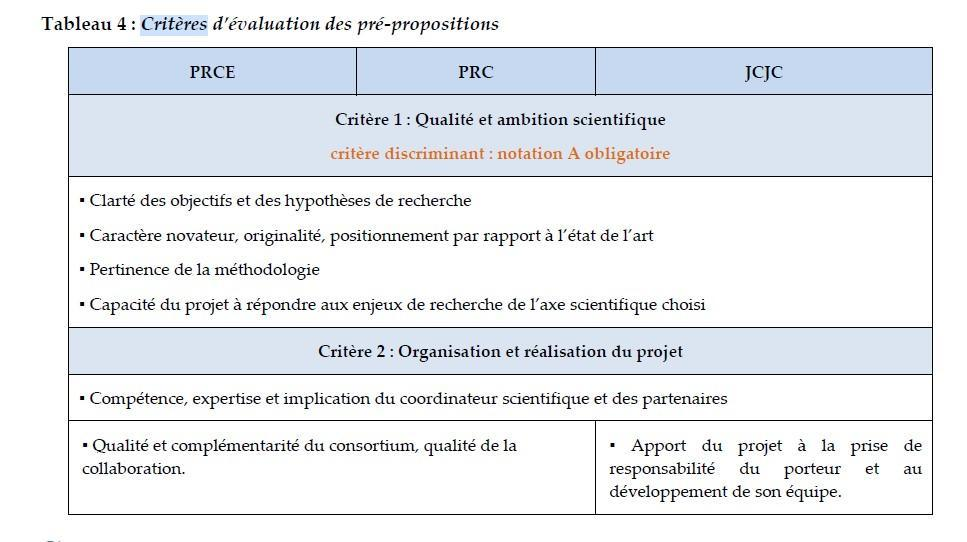 Tableau 4 : Critères d’évaluation des pré-propositions
PRCE
PRC
JCJC
Critère 1 : Qualité et ambition scientifique
critère discriminant : notation A obligatoire
▪ Clarté des objectifs et des hypothèses de recherche
▪ Caractère novateur, originalité, positionnement par rapport à l’état de l’art
▪ Pertinence de la méthodologie
▪ Capacité du projet à répondre aux enjeux de recherche de l’axe scientifique choisi
Critère 2 : Organisation et réalisation du projet
▪ Compétence, expertise et implication du coordinateur scientifique et des partenaires
▪ Qualité et complémentarité du consortium, qualité de la
collaboration.
▪ Apport du projet à la prise de
responsabilité du porteur et au
développement de son équipe.